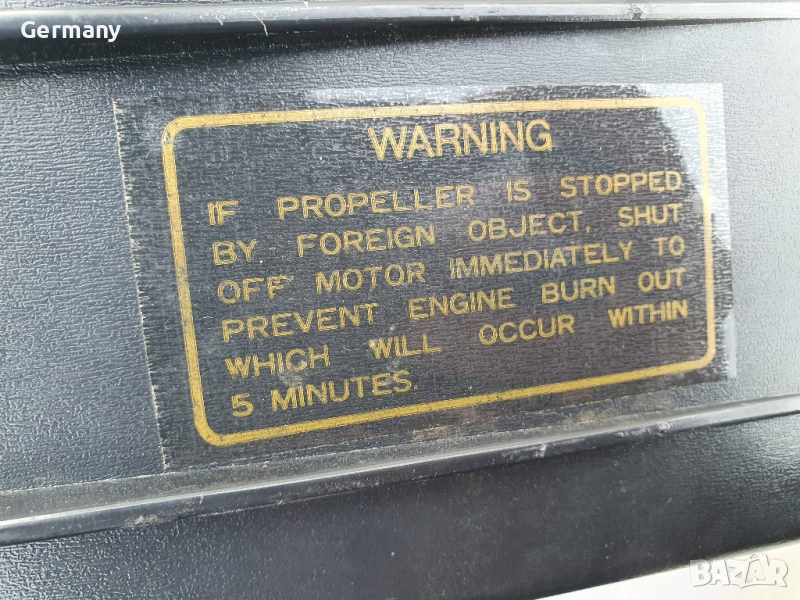 Germany
WARNING
IF PROPELLER IS STOPPED
BY FOREIGN OBJECT, SHUT
OFF MOTOR IMMEDIATELY TO
PREVENT ENGINE BURN OUT
WHICH WILL OCCUR WITHIN
5 MINUTES.
BAZAR